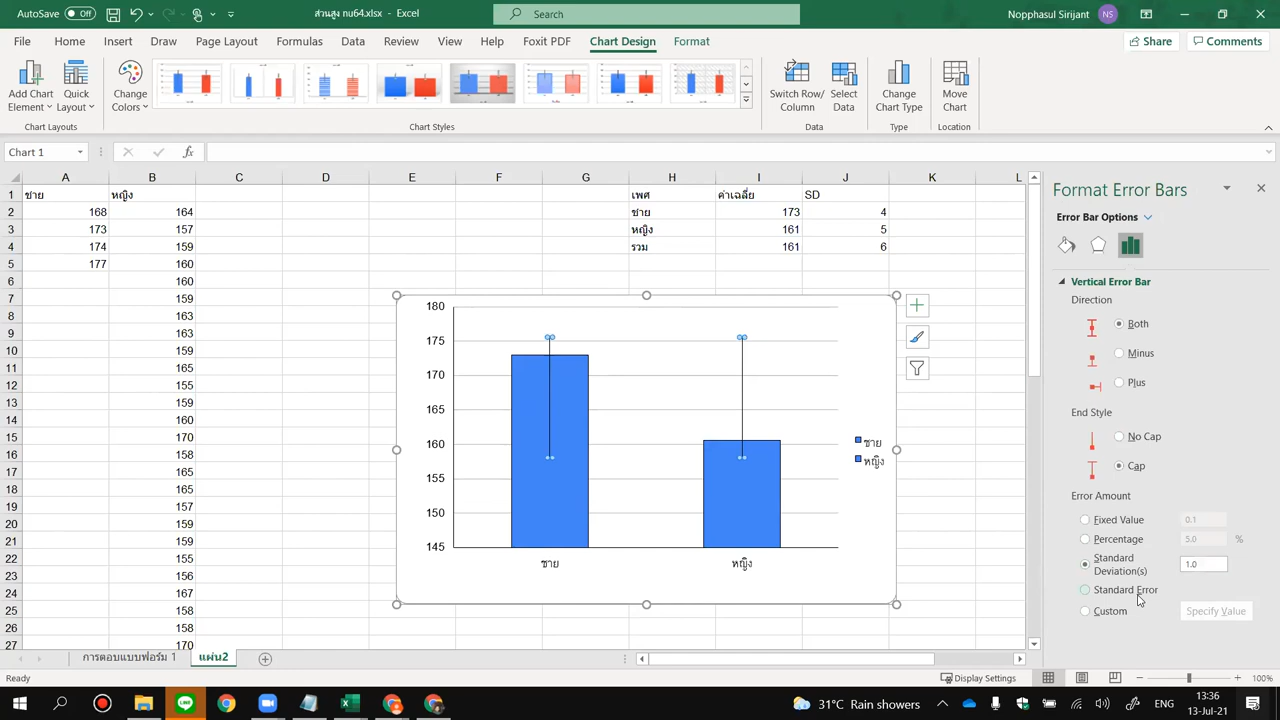 AutoSave Off ส่วนสูง nu64.xlsx - Excel Search Nopphasul Sirijant NS
File Home Insert Draw Page Layout Formulas Data Review View Help Foxit PDF Chart Design Format Share Comments
Add Chart Element Quick Layout Change Colors Switch Row/Column Select Data Change Chart Type Move Chart
Chart Layouts Chart Styles Data Type Location
Chart 1 fx
A B C D E F G H I J K L
1 ชาย หญิง เพศ ค่าเฉลี่ย SD
2 168 164 ชาย 173 4
3 173 157 หญิง 161 5
4 174 159 รวม 161 6
5 177 160
6 160
7 159
8 163
9 163
10 159
11 165
12 155
13 159
14 160
15 170
16 158
17 165
18 165
19 157
20 159
21 159
22 155
23 156
24 167
25 158
26 158
27 170
180
175
170
165
160
155
150
145
ชาย หญิง
ชาย
หญิง
Format Error Bars
Error Bar Options
Vertical Error Bar
Direction
Both
Minus
Plus
End Style
No Cap
Cap
Error Amount
Fixed Value 0.1
Percentage 5.0 %
Standard Deviation(s) 1.0
Standard Error
Custom Specify Value
การตอบแบบฟอร์ม 1 แผ่น2
Ready Display Settings 100%
31°C Rain showers ENG 13:36
13-Jul-21